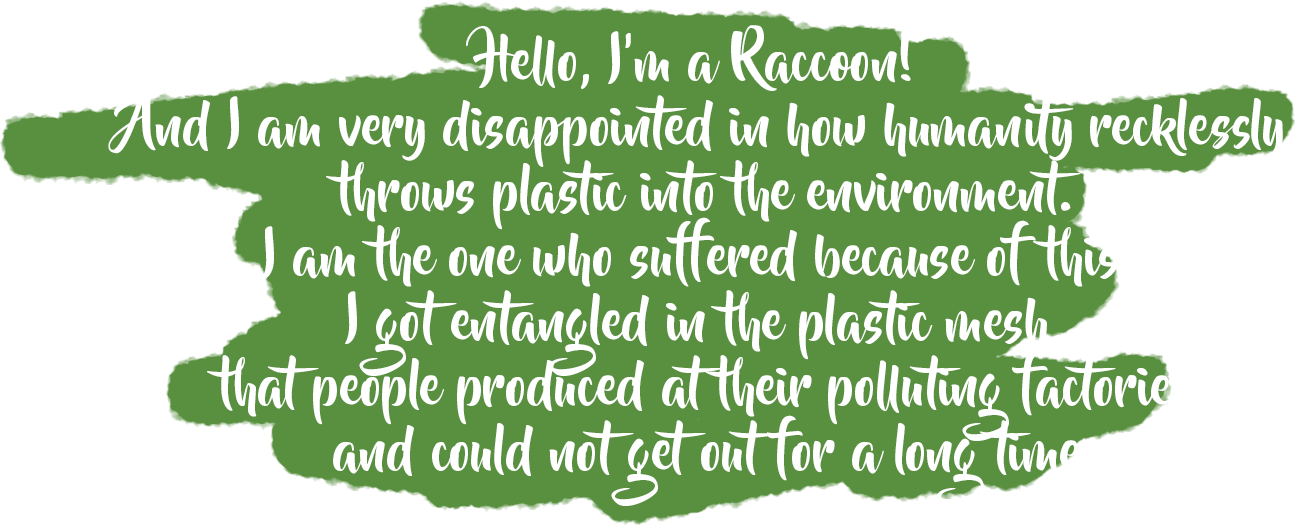 Hello, I'm a Raccoon!
And I am very disappointed in how humanity recklessly
throws plastic into the environment.
I am the one who suffered because of this
I got entangled in the plastic mesh
that people produced at their polluting factorie
and could not get out for a long time